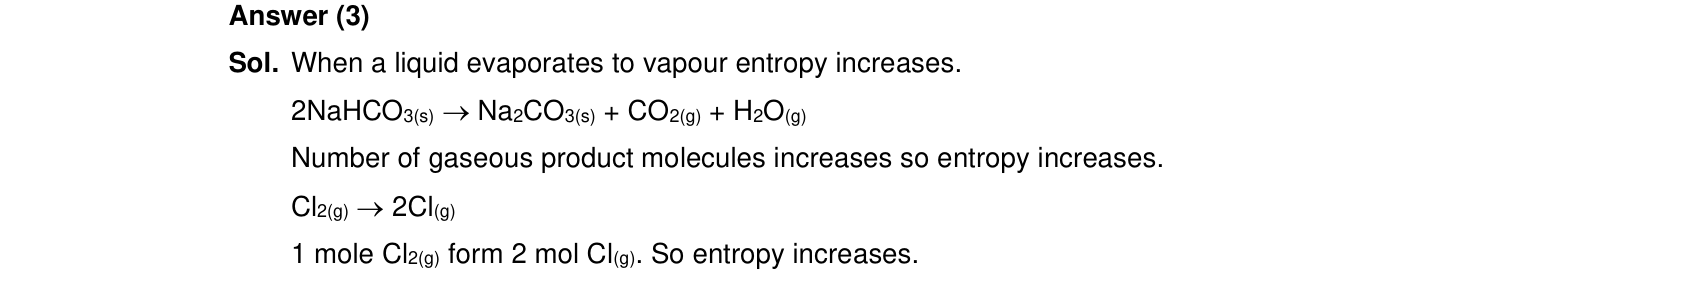 Answer (3)
Sol. When a liquid evaporates to vapour entropy increases.
2NaHCO3(s) → Na2CO3(s) + CO2(g) + H2O(g)
Number of gaseous product molecules increases so entropy increases.
Cl2(g) → 2Cl(g)
1 mole Cl2(g) form 2 mol Cl(g). So entropy increases.